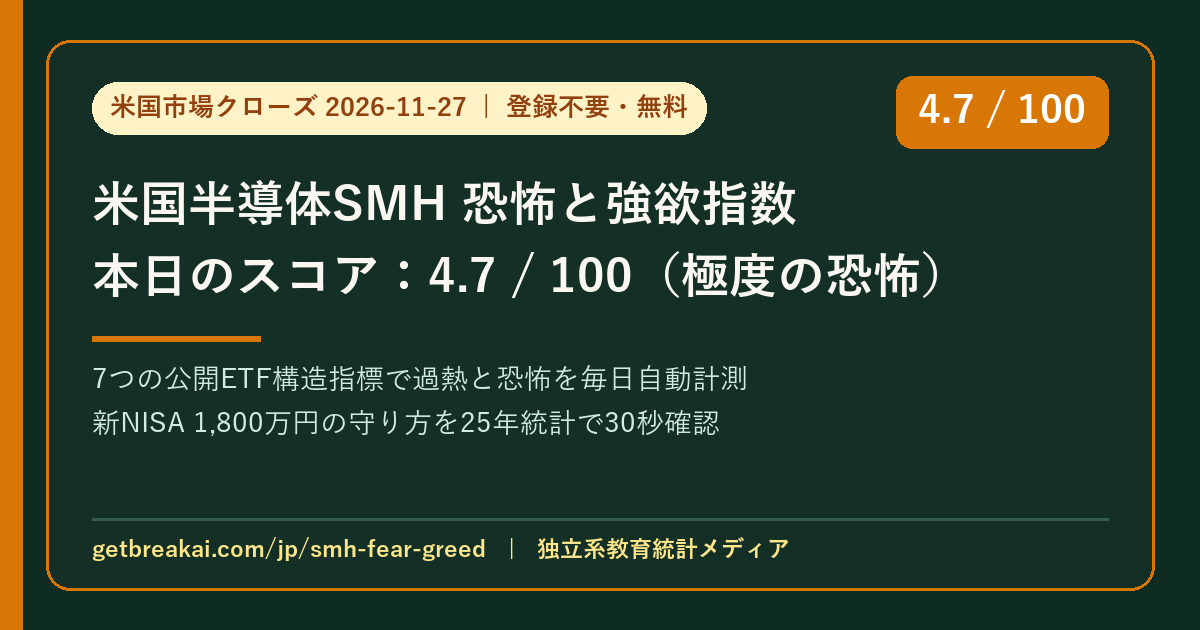 米国市場クローズ 2026-11-27 ｜ 登録不要・無料
4.7 / 100
米国半導体SMH 恐怖と強欲指数
本日のスコア：4.7 / 100（極度の恐怖）
7つの公開ETF構造指標で過熱と恐怖を毎日自動計測
新NISA 1,800万円の守り方を25年統計で30秒確認
getbreakai.com/jp/smh-fear-greed ｜ 独立系教育統計メディア